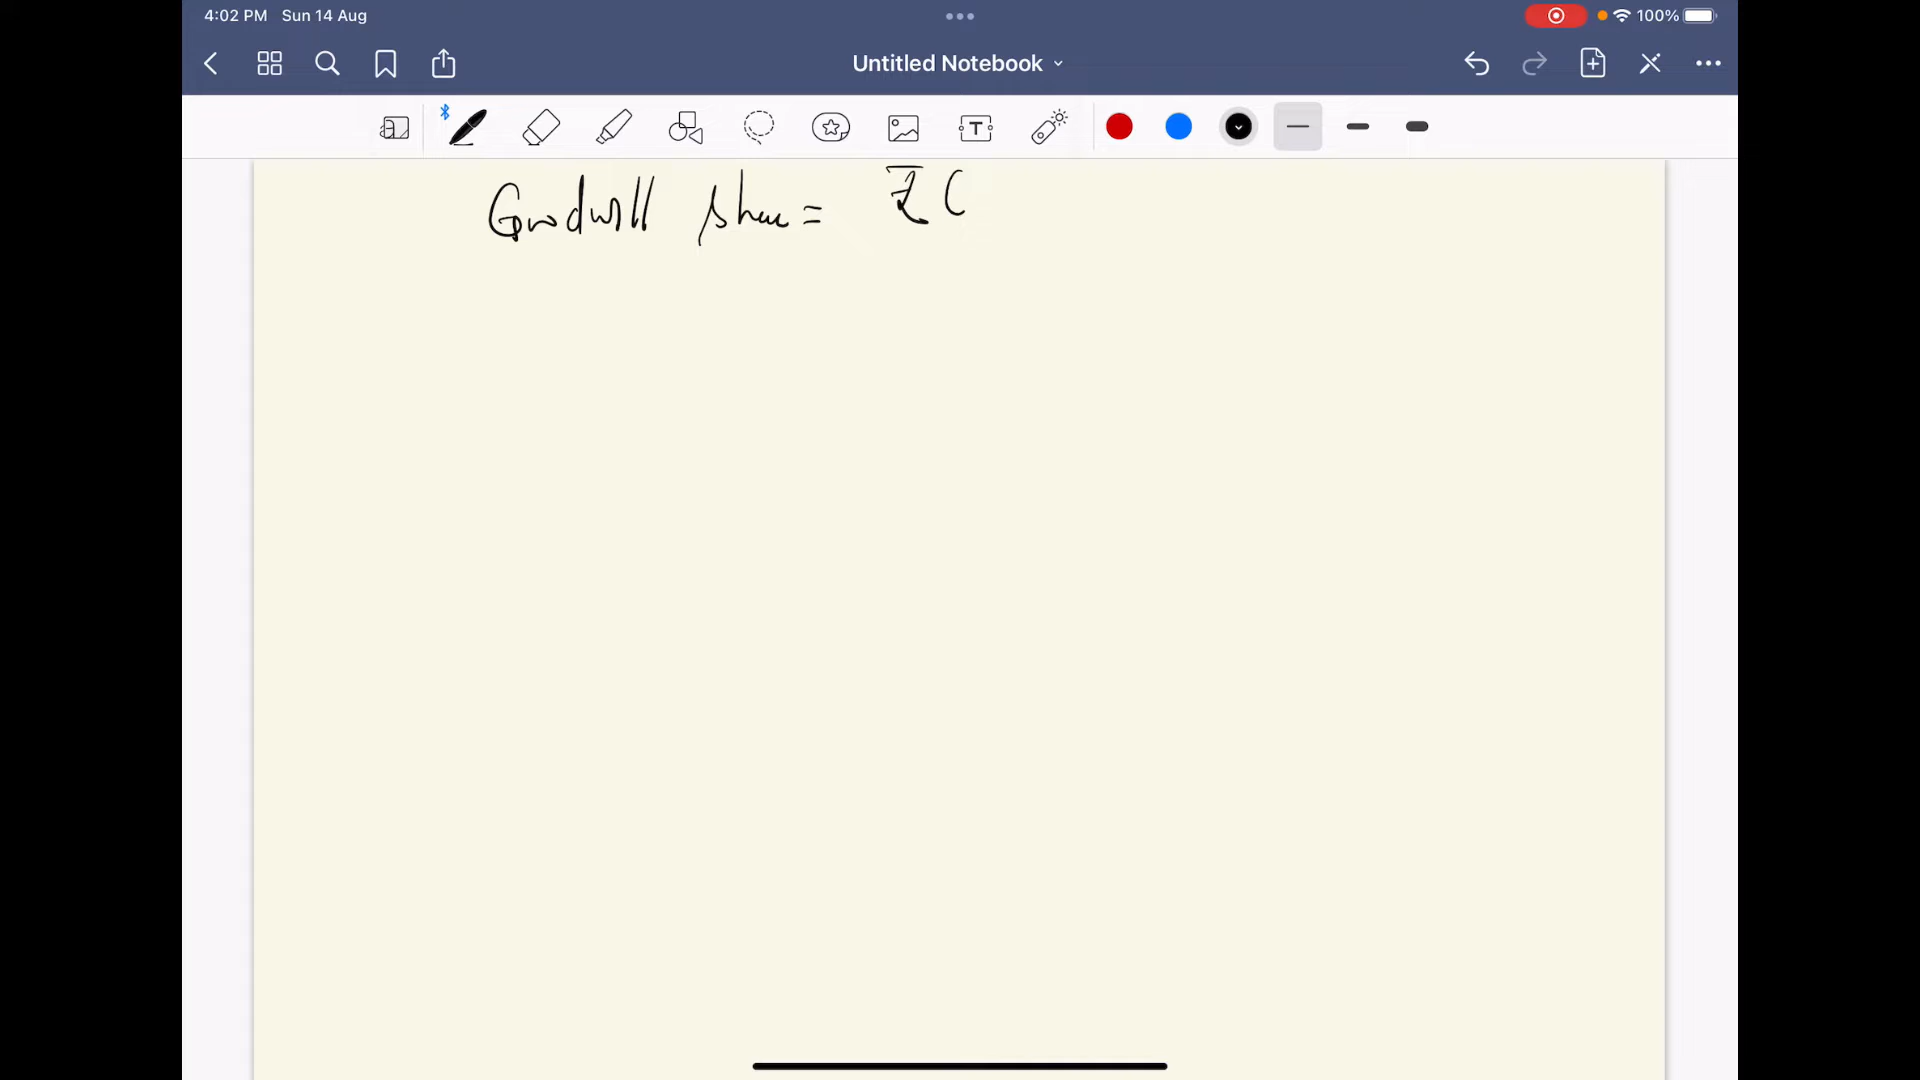 4:02 PM Sun 14 Aug 100%
Untitled Notebook
T
Goodwill share = ₹ (